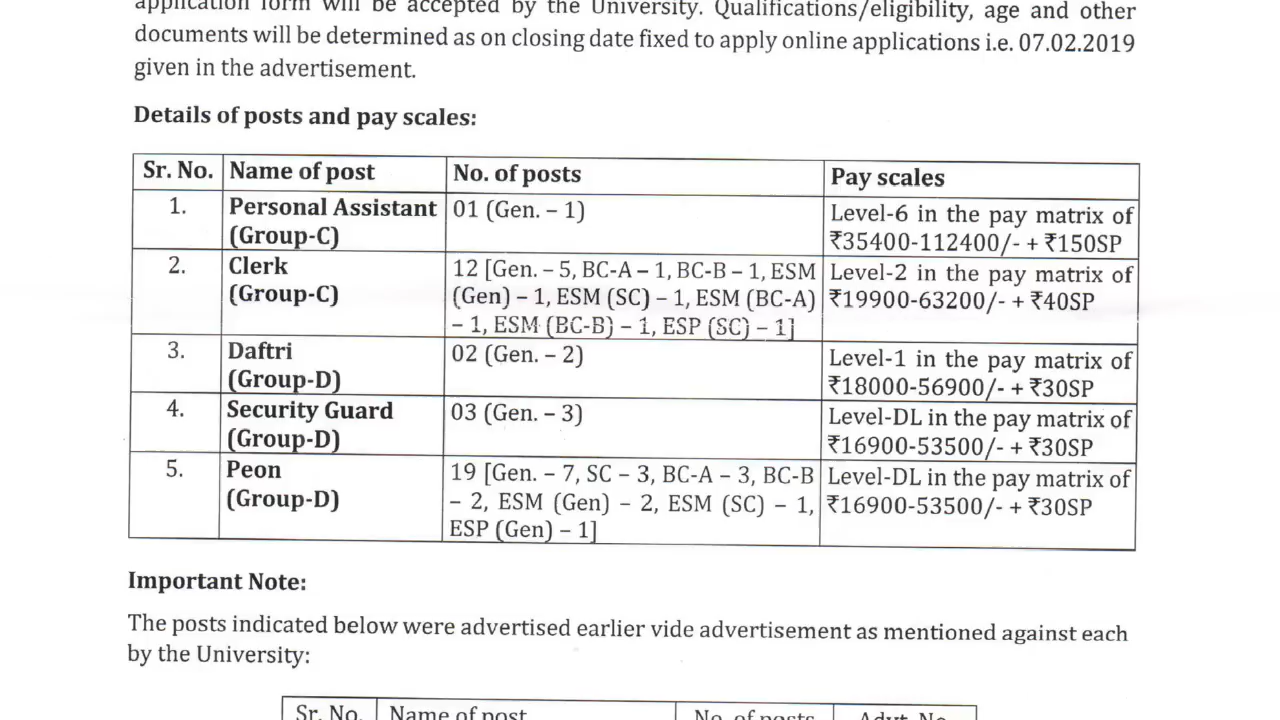 application form will be accepted by the University. Qualifications/eligibility, age and other
documents will be determined as on closing date fixed to apply online applications i.e. 07.02.2019
given in the advertisement.
Details of posts and pay scales:
Sr. No. Name of post No. of posts Pay scales
1. Personal Assistant (Group-C) 01 (Gen. – 1) Level-6 in the pay matrix of
₹35400-112400/- + ₹150SP
2. Clerk (Group-C) 12 [Gen. – 5, BC-A – 1, BC-B – 1, ESM
(Gen) – 1, ESM (SC) – 1, ESM (BC-A)
– 1, ESM (BC-B) – 1, ESP (SC) – 1]
Level-2 in the pay matrix of
₹19900-63200/- + ₹40SP
3. Daftri (Group-D) 02 (Gen. – 2) Level-1 in the pay matrix of
₹18000-56900/- + ₹30SP
4. Security Guard (Group-D) 03 (Gen. – 3) Level-DL in the pay matrix of
₹16900-53500/- + ₹30SP
5. Peon (Group-D) 19 [Gen. – 7, SC – 3, BC-A – 3, BC-B
– 2, ESM (Gen) – 2, ESM (SC) – 1,
ESP (Gen) – 1]
Level-DL in the pay matrix of
₹16900-53500/- + ₹30SP
Important Note:
The posts indicated below were advertised earlier vide advertisement as mentioned against each
by the University:
Sr. No. Name of post No. of posts Advt. No.